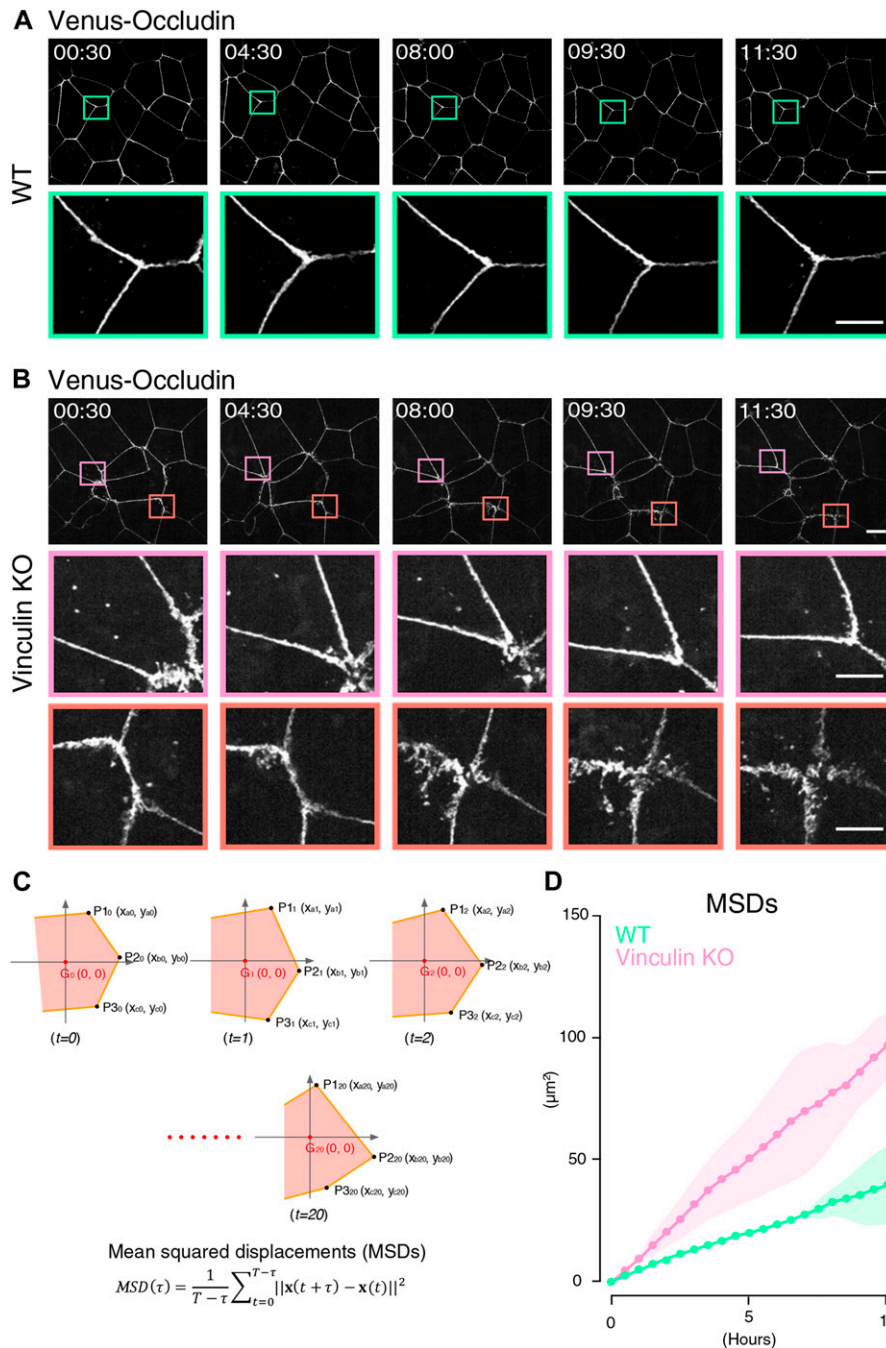 A Venus-Occludin
00:30 04:30 08:00 09:30 11:30
WT
B Venus-Occludin
00:30 04:30 08:00 09:30 11:30
Vinculin KO
C
P1₀ (xa0, ya0)
P2₀ (xb0, yb0)
G₀ (0, 0)
P3₀ (xc0, yc0)
(t=0)
P1₁ (xa1, ya1)
P2₁ (xb1, yb1)
G₁ (0, 0)
P3₁ (xc1, yc1)
(t=1)
P1₂ (xa2, ya2)
P2₂ (xb2, yb2)
G₂ (0, 0)
P3₂ (xc2, yc2)
(t=2)
P1₂₀ (xa20, ya20)
G₂₀ (0, 0)
P2₂₀ (xb20, yb20)
P3₂₀ (xc20, yc20)
(t=20)
Mean squared displacements (MSDs)
MSD(τ) = 1/(T−τ) ∑_{t=0}^{T−τ} ||x(t + τ) − x(t)||²
D
MSDs
WT
Vinculin KO
150
100
50
0
(μm²)
0 5 1
(Hours)